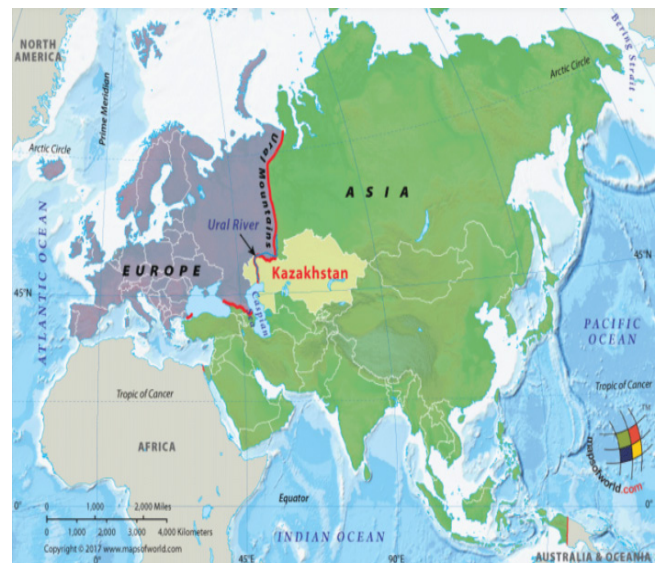 NORTH
AMERICA
Prime Meridian
Bering Strait
Arctic Circle
Arctic Circle
Ural Mountains
ASIA
Ural River
EUROPE
Kazakhstan
45°N
45°N
Caspian
ATLANTIC OCEAN
PACIFIC
OCEAN
Tropic of Cancer
Tropic of Cancer
AFRICA
TM
mapsofworld.com
Equator
0°
0°
0 1,000 2,000 Miles
0 1,000 2,000 3,000 4,000 Kilometers
INDIAN OCEAN
Copyright © 2017 www.mapsofworld.com
0°
45°E
90°E
AUSTRALIA & OCEANIA